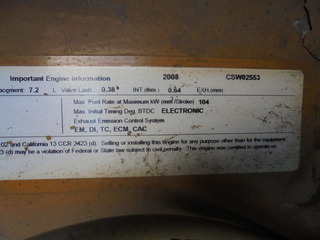 Important Engine Information 2008 CSW02553
acement: 7.2 L Valve Lash: 0.38 INT (mm) 0.64 EXH (mm)
Max. Fuel Rate at Maximum kW (mm³/Stroke) 104
Max. Initial Timing Deg. BTDC ELECTRONIC
Exhaust Emission Control System
EM, DI, TC, ECM, CAC
02 and California 13 CCR 2423 (d). Selling or installing this Engine for any purpose other than for the equipment
3 (d) may be a violation of Federal or State law subject to civil penalty. This engine was certified to operate on